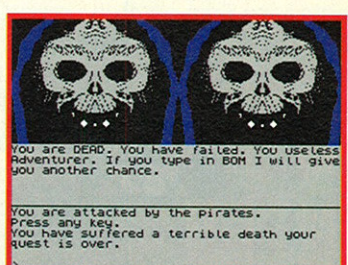 You are DEAD. You have failed. You useless
Adventurer. If you type in BOM I will give
you another chance.
You are attacked by the pirates.
Press any key.
You have suffered a terrible death your
quest is over.
>